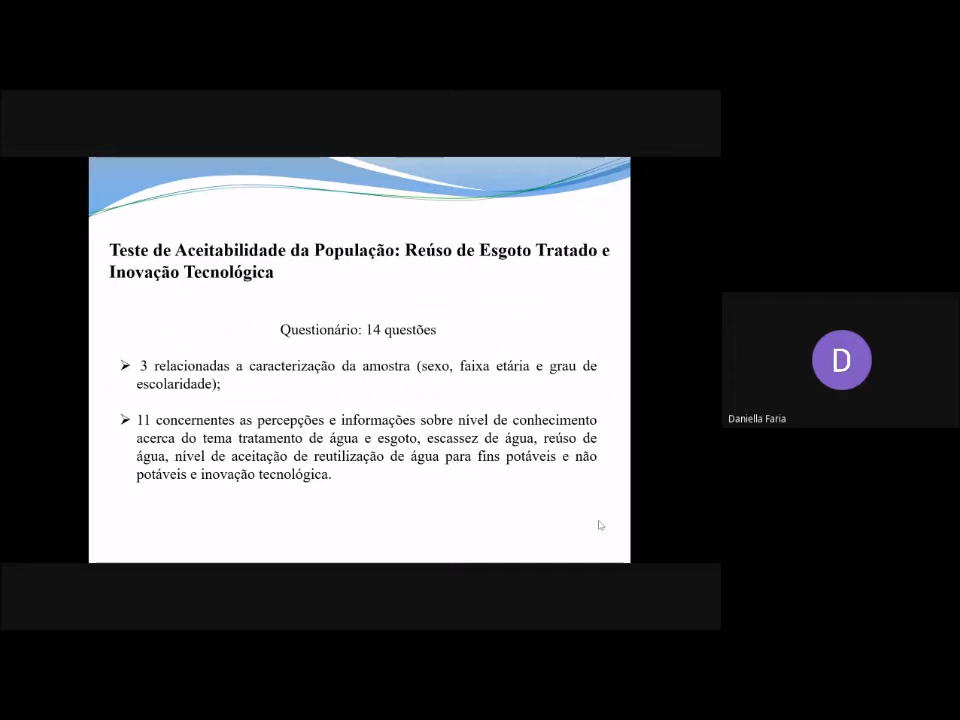 Teste de Aceitabilidade da População: Reúso de Esgoto Tratado e
Inovação Tecnológica
Questionário: 14 questões
➢ 3 relacionadas a caracterização da amostra (sexo, faixa etária e grau de
escolaridade);
➢ 11 concernentes as percepções e informações sobre nível de conhecimento
acerca do tema tratamento de água e esgoto, escassez de água, reúso de
água, nível de aceitação de reutilização de água para fins potáveis e não
potáveis e inovação tecnológica.
D
Daniella Faria